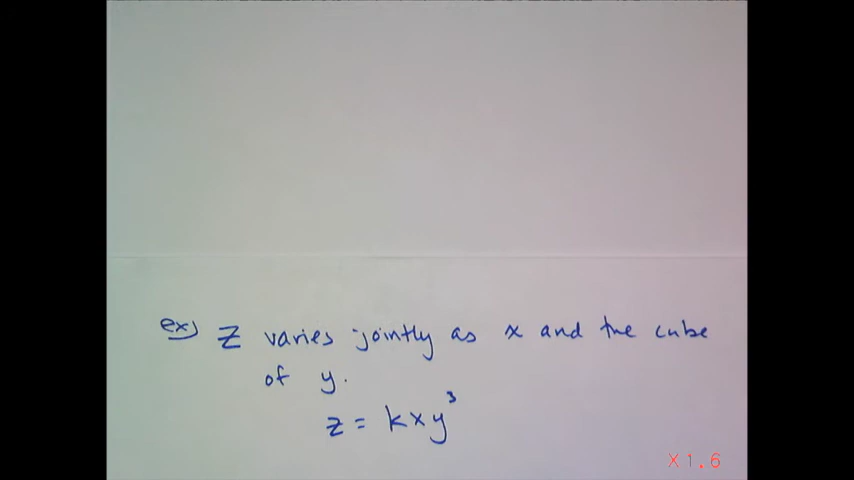 ex) Z varies jointly as x and the cube
of y.
z = kxy³
X1.6